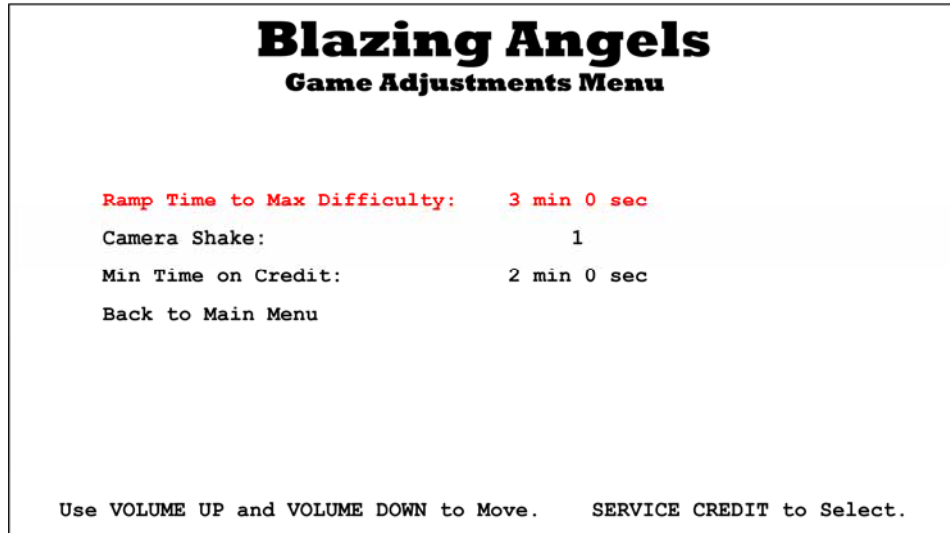 Blazing Angels
Game Adjustments Menu
Ramp Time to Max Difficulty: 3 min 0 sec
Camera Shake: 1
Min Time on Credit: 2 min 0 sec
Back to Main Menu
Use VOLUME UP and VOLUME DOWN to Move. SERVICE CREDIT to Select.